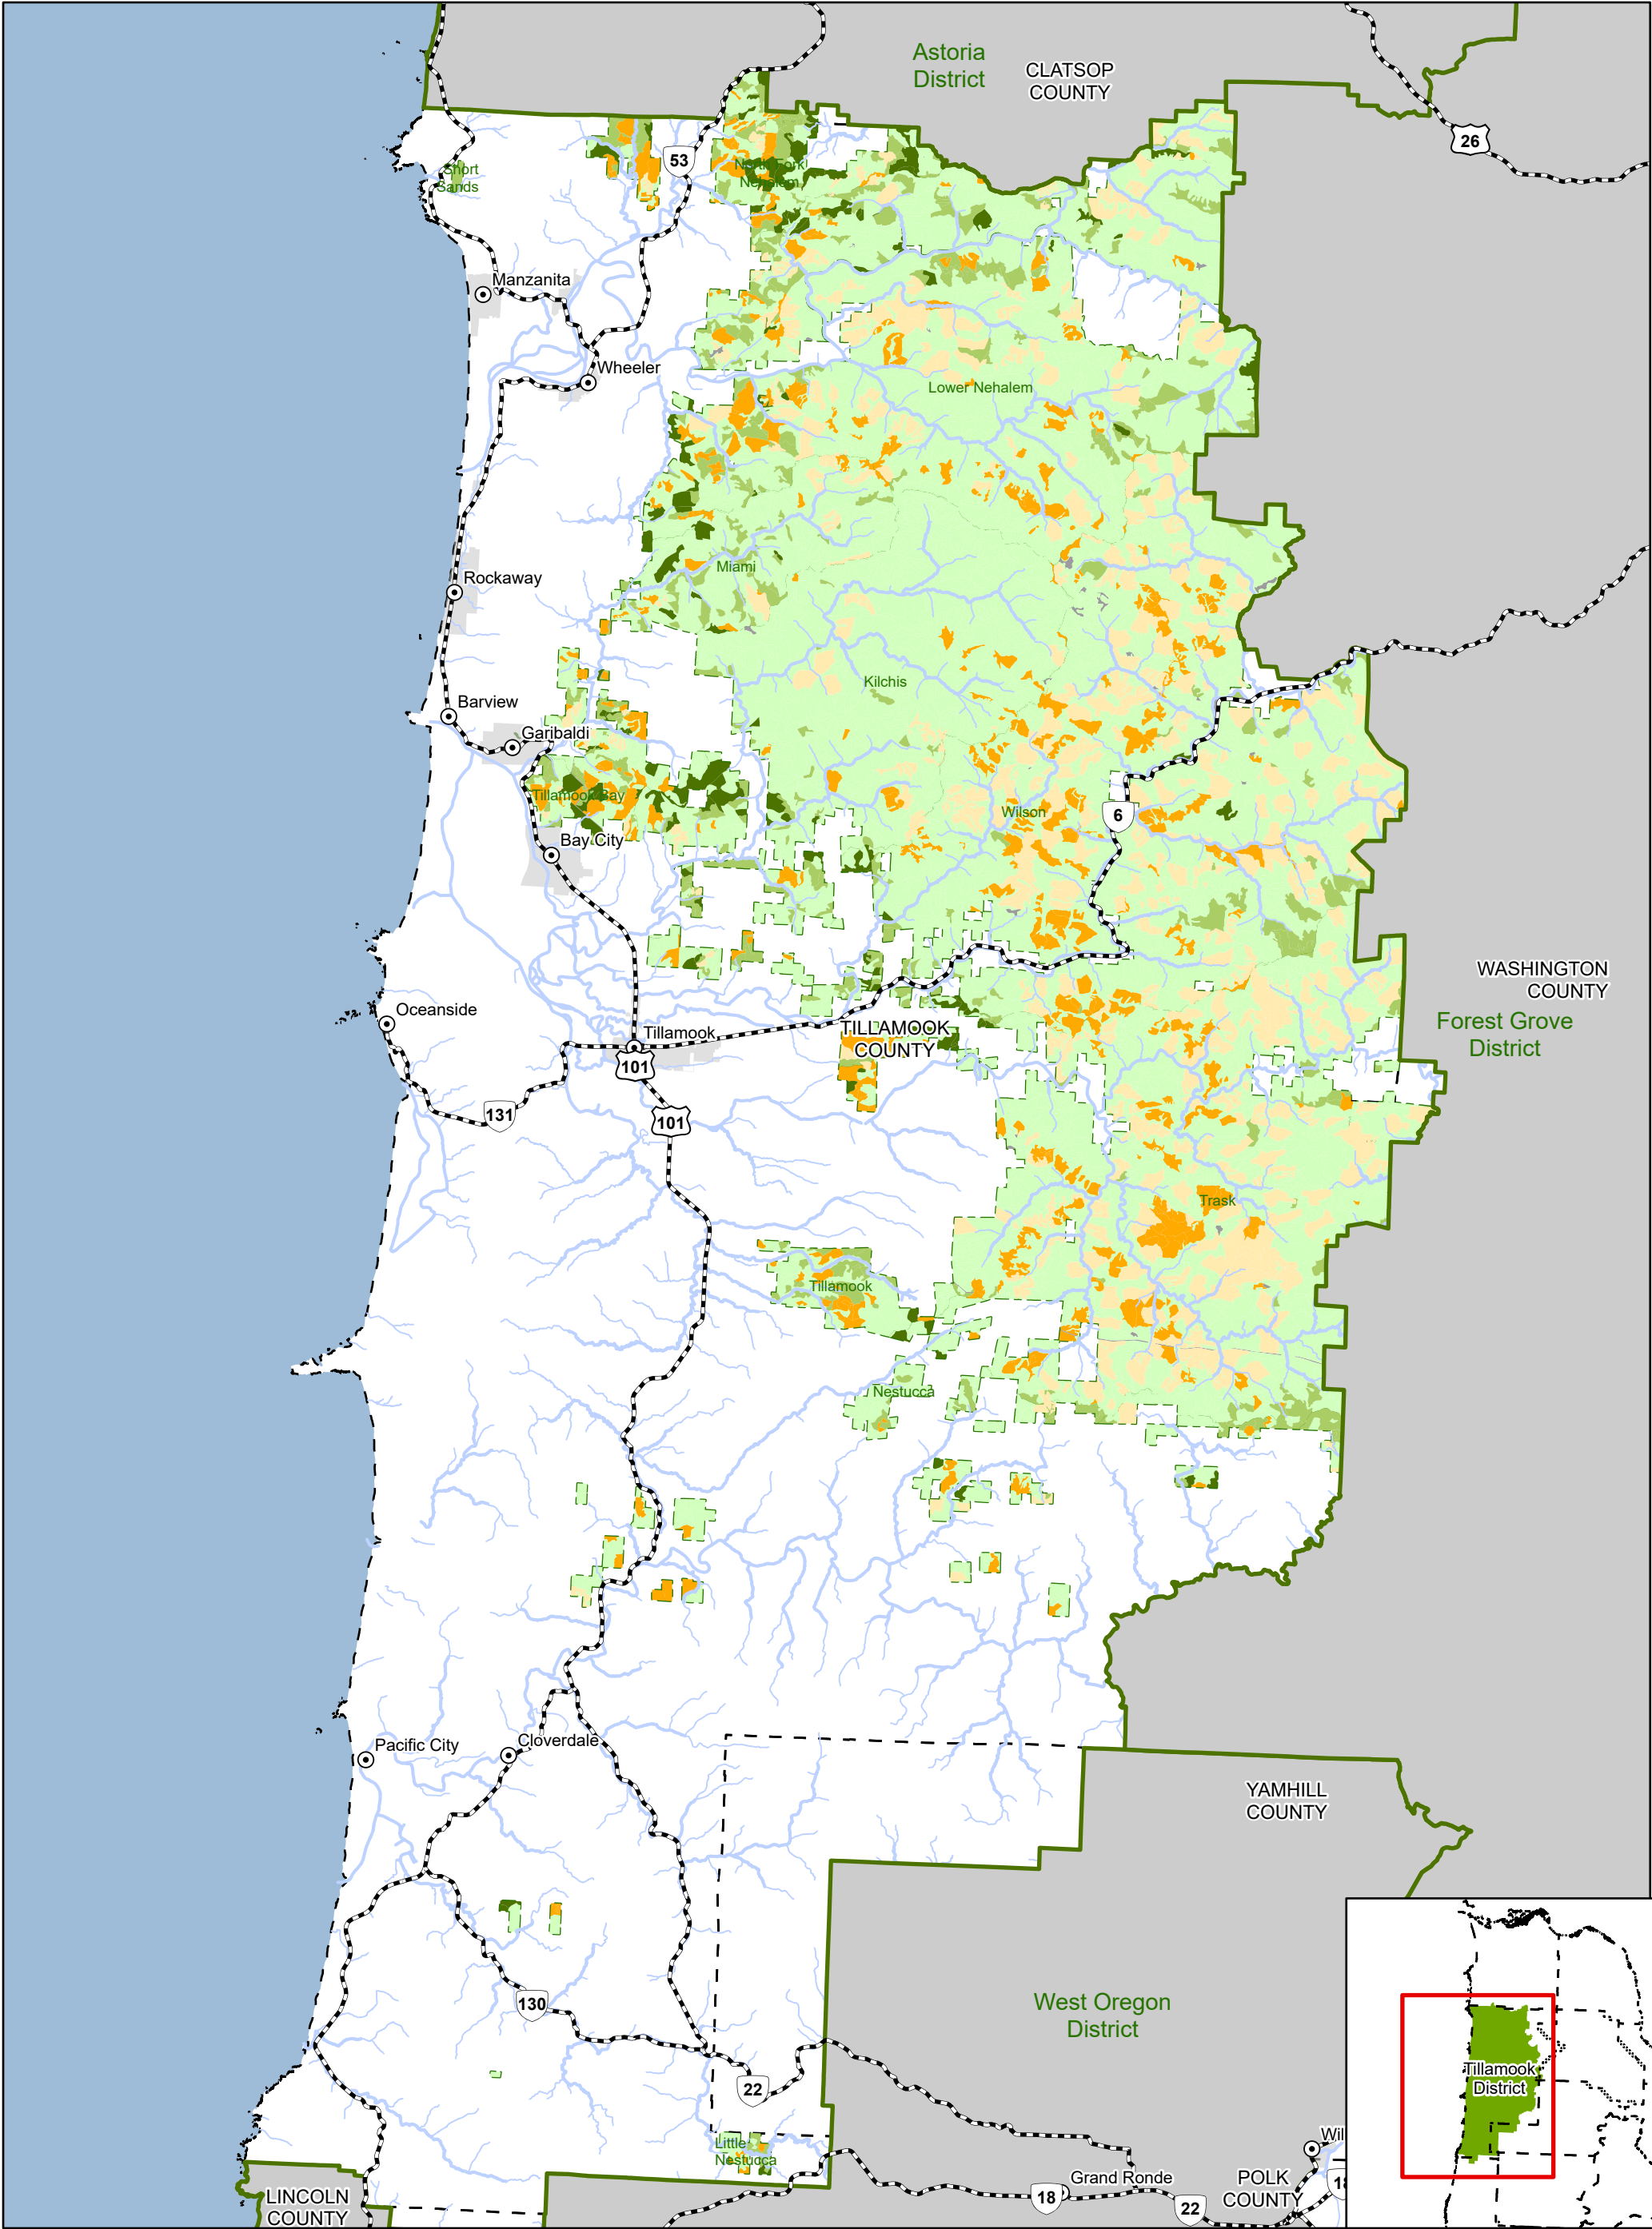 Astoria
District
CLATSOP
COUNTY
26
53
Short
Sands
North Fork
Nehalem
Manzanita
Wheeler
Lower Nehalem
Miami
Rockaway
Kilchis
Barview
Garibaldi
Tillamook Bay
Wilson
6
Bay City
WASHINGTON
COUNTY
Forest Grove
District
Oceanside
Tillamook
TILLAMOOK
COUNTY
101
131
101
Trask
Tillamook
Nestucca
Pacific City
Cloverdale
YAMHILL
COUNTY
130
West Oregon
District
22
Tillamook
District
Little
Nestucca
Wil
LINCOLN
COUNTY
Grand Ronde
POLK
COUNTY
18
22
18